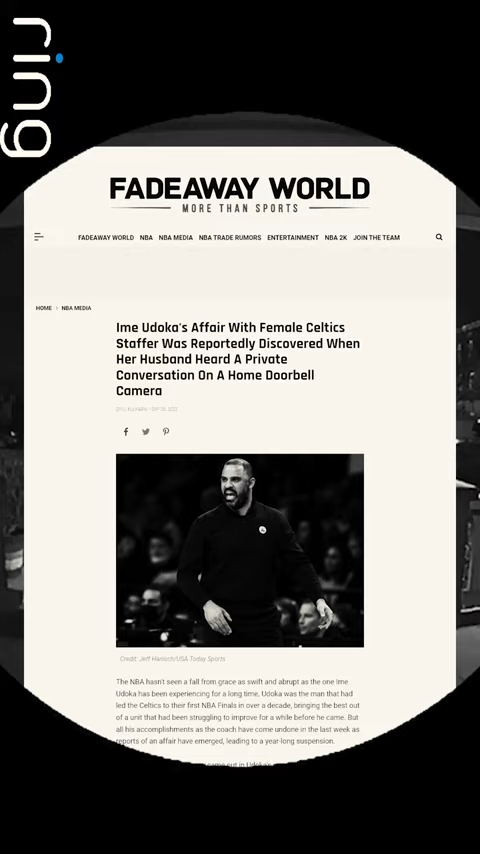 ring
FADEAWAY WORLD
MORE THAN SPORTS
FADEAWAY WORLD NBA NBA MEDIA NBA TRADE RUMORS ENTERTAINMENT NBA 2K JOIN THE TEAM
HOME > NBA MEDIA
Ime Udoka's Affair With Female Celtics
Staffer Was Reportedly Discovered When
Her Husband Heard A Private
Conversation On A Home Doorbell
Camera
Credit: Jeff Hanisch/USA Today Sports
The NBA hasn't seen a fall from grace as swift and abrupt as the one Ime
Udoka has been experiencing for a long time. Udoka was the man that had
led the Celtics to their first NBA Finals in over a decade, bringing the best out
of a unit that had been struggling to improve for a while before he came. But
all his accomplishments as the coach have come undone in the last week as
reports of an affair have emerged, leading to a year-long suspension.
came out in Udoka's